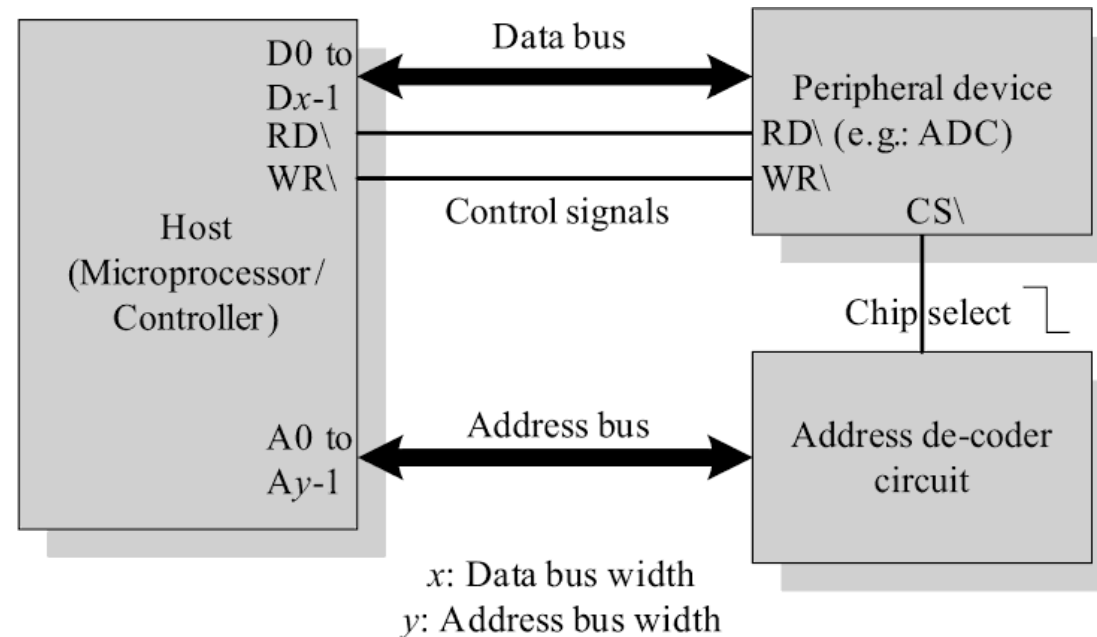 Data bus
D0 to
Dx-1
RD\
WR\
Control signals
Host
(Microprocessor/
Controller)
A0 to
Ay-1
Peripheral device
RD\ (e.g.: ADC)
WR\
CS\
Chip select
Address bus
Address de-coder
circuit
x: Data bus width
y: Address bus width